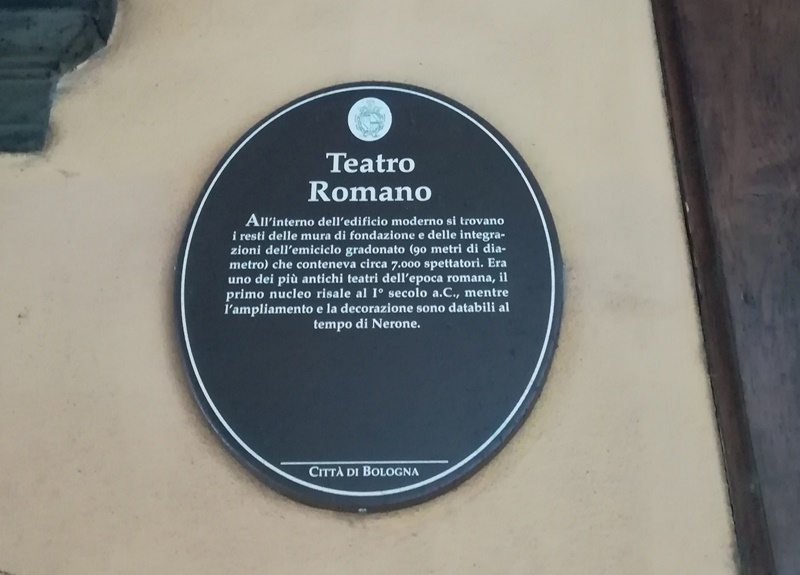 Teatro
Romano
All'interno dell'edificio moderno si trovano
i resti delle mura di fondazione e delle integra-
zioni dell'emiciclo gradonato (90 metri di dia-
metro) che conteneva circa 7.000 spettatori. Era
uno dei più antichi teatri dell'epoca romana, il
primo nucleo risale al I° secolo a.C., mentre
l'ampliamento e la decorazione sono databili al
tempo di Nerone.
Città di Bologna